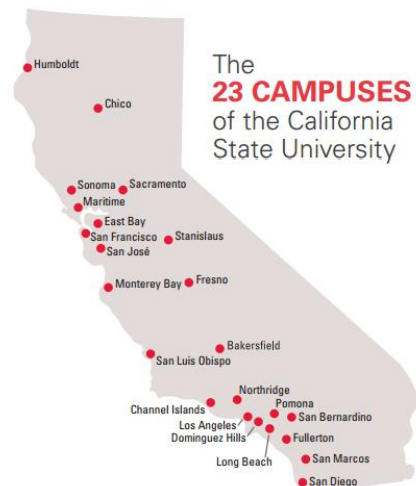 The
23 CAMPUSES
of the California
State University
Humboldt
Chico
Sonoma
Sacramento
Maritime
East Bay
San Francisco
Stanislaus
San José
Monterey Bay
Fresno
Bakersfield
San Luis Obispo
Northridge
Channel Islands
Pomona
Los Angeles
San Bernardino
Dominguez Hills
Fullerton
Long Beach
San Marcos
San Diego